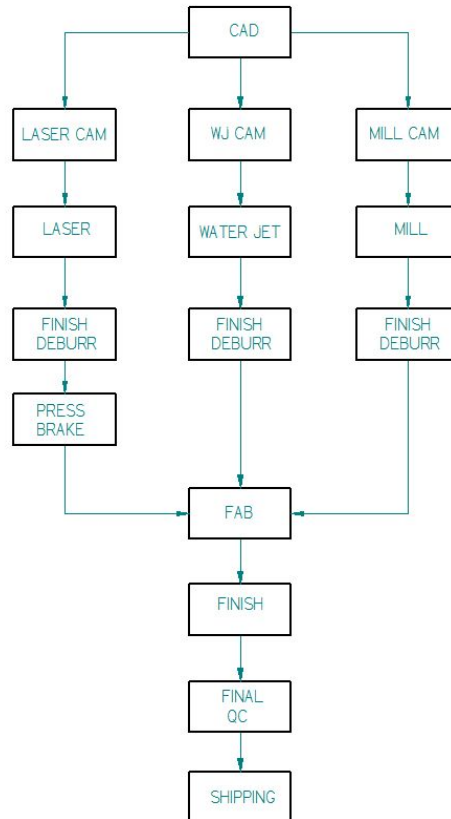 CAD
LASER CAM
WJ CAM
MILL CAM
LASER
WATER JET
MILL
FINISH
DEBURR
FINISH
DEBURR
FINISH
DEBURR
PRESS
BRAKE
FAB
FINISH
FINAL
QC
SHIPPING